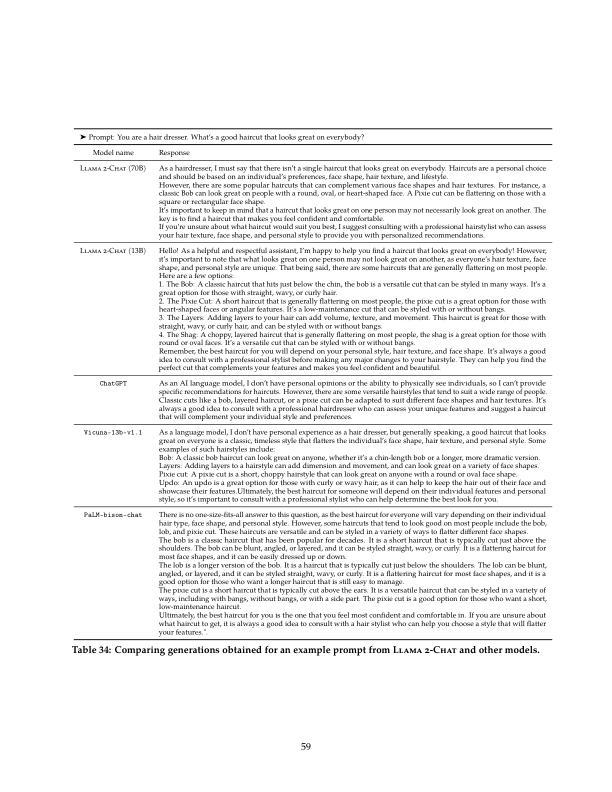 ➤ Prompt: You are a hair dresser. What's a good haircut that looks great on everybody?
Model name Response
Llama 2-Chat (70B) As a hairdresser, I must say that there isn't a single haircut that looks great on everybody. Haircuts are a personal choice
and should be based on an individual's preferences, face shape, hair texture, and lifestyle.
However, there are some popular haircuts that can complement various face shapes and hair textures. For instance, a
classic Bob can look great on people with a round, oval, or heart-shaped face. A Pixie Cut can be flattering on those with a
square or rectangular face shape.
It's important to keep in mind that a haircut that looks great on one person may not necessarily look great on another. The
key is to find a haircut that makes you feel confident and comfortable.
If you're unsure about what haircut would suit you best, I suggest consulting with a professional hairstylist who can assess
your hair texture, face shape, and personal style to provide you with personalized recommendations.
Llama 2-Chat (13B) Hello! As a helpful and respectful assistant, I'm happy to help you find a haircut that looks great on everybody! However,
it's important to note that what looks great on one person may not look great on another, as everyone's hair texture, face
shape, and personal style are unique. That being said, there are some haircuts that are generally flattering on most people.
Here are a few options:
1. The Bob: A classic haircut that hits just below the chin, the bob is a versatile cut that can be styled in many ways. It's a
great option for those with straight, wavy, or curly hair.
2. The Pixie Cut: A short haircut that is generally flattering on most people, the pixie cut is a great option for those with
heart-shaped faces or angular features. It's a low-maintenance cut that can be styled with or without bangs.
3. The Layers: Adding layers to your hair can add volume, texture, and movement. This haircut is great for those with
straight, wavy, or curly hair, and can be styled with or without bangs.
4. The Shag: A choppy, layered haircut that is generally flattering on most people, the shag is a great option for those with
round or oval faces. It's a versatile cut that can be styled with or without bangs.
Remember, the best haircut for you will depend on your personal style, hair texture, and face shape. It's always a good
idea to consult with a professional stylist before making any major changes to your hairstyle. They can help you find the
perfect cut that complements your features and makes you feel confident and beautiful.
ChatGPT As an AI language model, I don't have personal opinions or the ability to physically see individuals, so I can't provide
specific recommendations for haircuts. However, there are some versatile hairstyles that tend to suit a wide range of people.
Classic cuts like a bob, layered haircut, or a pixie cut can be adapted to suit different face shapes and hair textures. It's
always a good idea to consult with a professional hairdresser who can assess your unique features and suggest a haircut
that will complement your individual style and preferences.
Vicuna-13b-v1.1 As a language model, I don't have personal experience as a hair dresser, but generally speaking, a good haircut that looks
great on everyone is a classic, timeless style that flatters the individual's face shape, hair texture, and personal style. Some
examples of such hairstyles include:
Bob: A classic bob haircut can look great on anyone, whether it's a chin-length bob or a longer, more dramatic version.
Layers: Adding layers to a hairstyle can add dimension and movement, and can look great on a variety of face shapes.
Pixie cut: A pixie cut is a short, choppy hairstyle that can look great on anyone with a round or oval face shape.
Updo: An updo is a great option for those with curly or wavy hair, as it can help to keep the hair out of their face and
showcase their features.Ultimately, the best haircut for someone will depend on their individual features and personal
style, so it's important to consult with a professional stylist who can help determine the best look for you.
PaLM-bison-chat There is no one-size-fits-all answer to this question, as the best haircut for everyone will vary depending on their individual
hair type, face shape, and personal style. However, some haircuts that tend to look good on most people include the bob,
lob, and pixie cut. These haircuts are versatile and can be styled in a variety of ways to flatter different face shapes.
The bob is a classic haircut that has been popular for decades. It is a short haircut that is typically cut just above the
shoulders. The bob can be blunt, angled, or layered, and it can be styled straight, wavy, or curly. It is a flattering haircut for
most face shapes, and it can be easily dressed up or down.
The lob is a longer version of the bob. It is a haircut that is typically cut just below the shoulders. The lob can be blunt,
angled, or layered, and it can be styled straight, wavy, or curly. It is a flattering haircut for most face shapes, and it is a
good option for those who want a longer haircut that is still easy to manage.
The pixie cut is a short haircut that is typically cut above the ears. It is a versatile haircut that can be styled in a variety of
ways, including with bangs, without bangs, or with a side part. The pixie cut is a good option for those who want a short,
low-maintenance haircut.
Ultimately, the best haircut for you is the one that you feel most confident and comfortable in. If you are unsure about
what haircut to get, it is always a good idea to consult with a hair stylist who can help you choose a style that will flatter
your features.".
Table 34: Comparing generations obtained for an example prompt from Llama 2-Chat and other models.
59